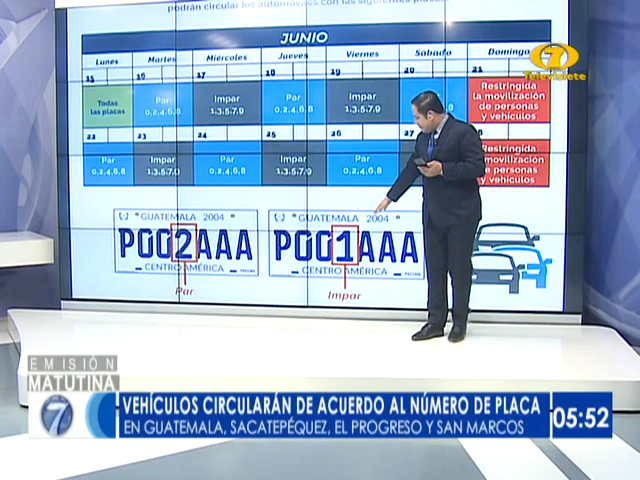 podrán circular los automóviles con las siguientes placas
JUNIO
Lunes Martes Miércoles Jueves Viernes Sábado Domingo
15 16 17 18 19 20 21
Todas las placas
Par 0,2,4,6,8
Impar 1,3,5,7,9
Par 0,2,4,6,8
Impar 1,3,5,7,9
Par 0,2,4,6,8
Restringida la movilización de personas y vehículos
22 23 24 25 26 27 28
Par 0,2,4,6,8
Impar 1,3,5,7,9
Par 0,2,4,6,8
Impar 1,3,5,7,9
Par 0,2,4,6,8
Restringida movilización de personas y vehículos
7
Televisiete
GUATEMALA 2004
P002AAA
CENTRO AMÉRICA
Par
GUATEMALA 2004
P001AAA
CENTRO AMÉRICA
Impar
EMISIÓN
MATUTINA
7
VEHÍCULOS CIRCULARÁN DE ACUERDO AL NÚMERO DE PLACA
EN GUATEMALA, SACATEPÉQUEZ, EL PROGRESO Y SAN MARCOS
05:52